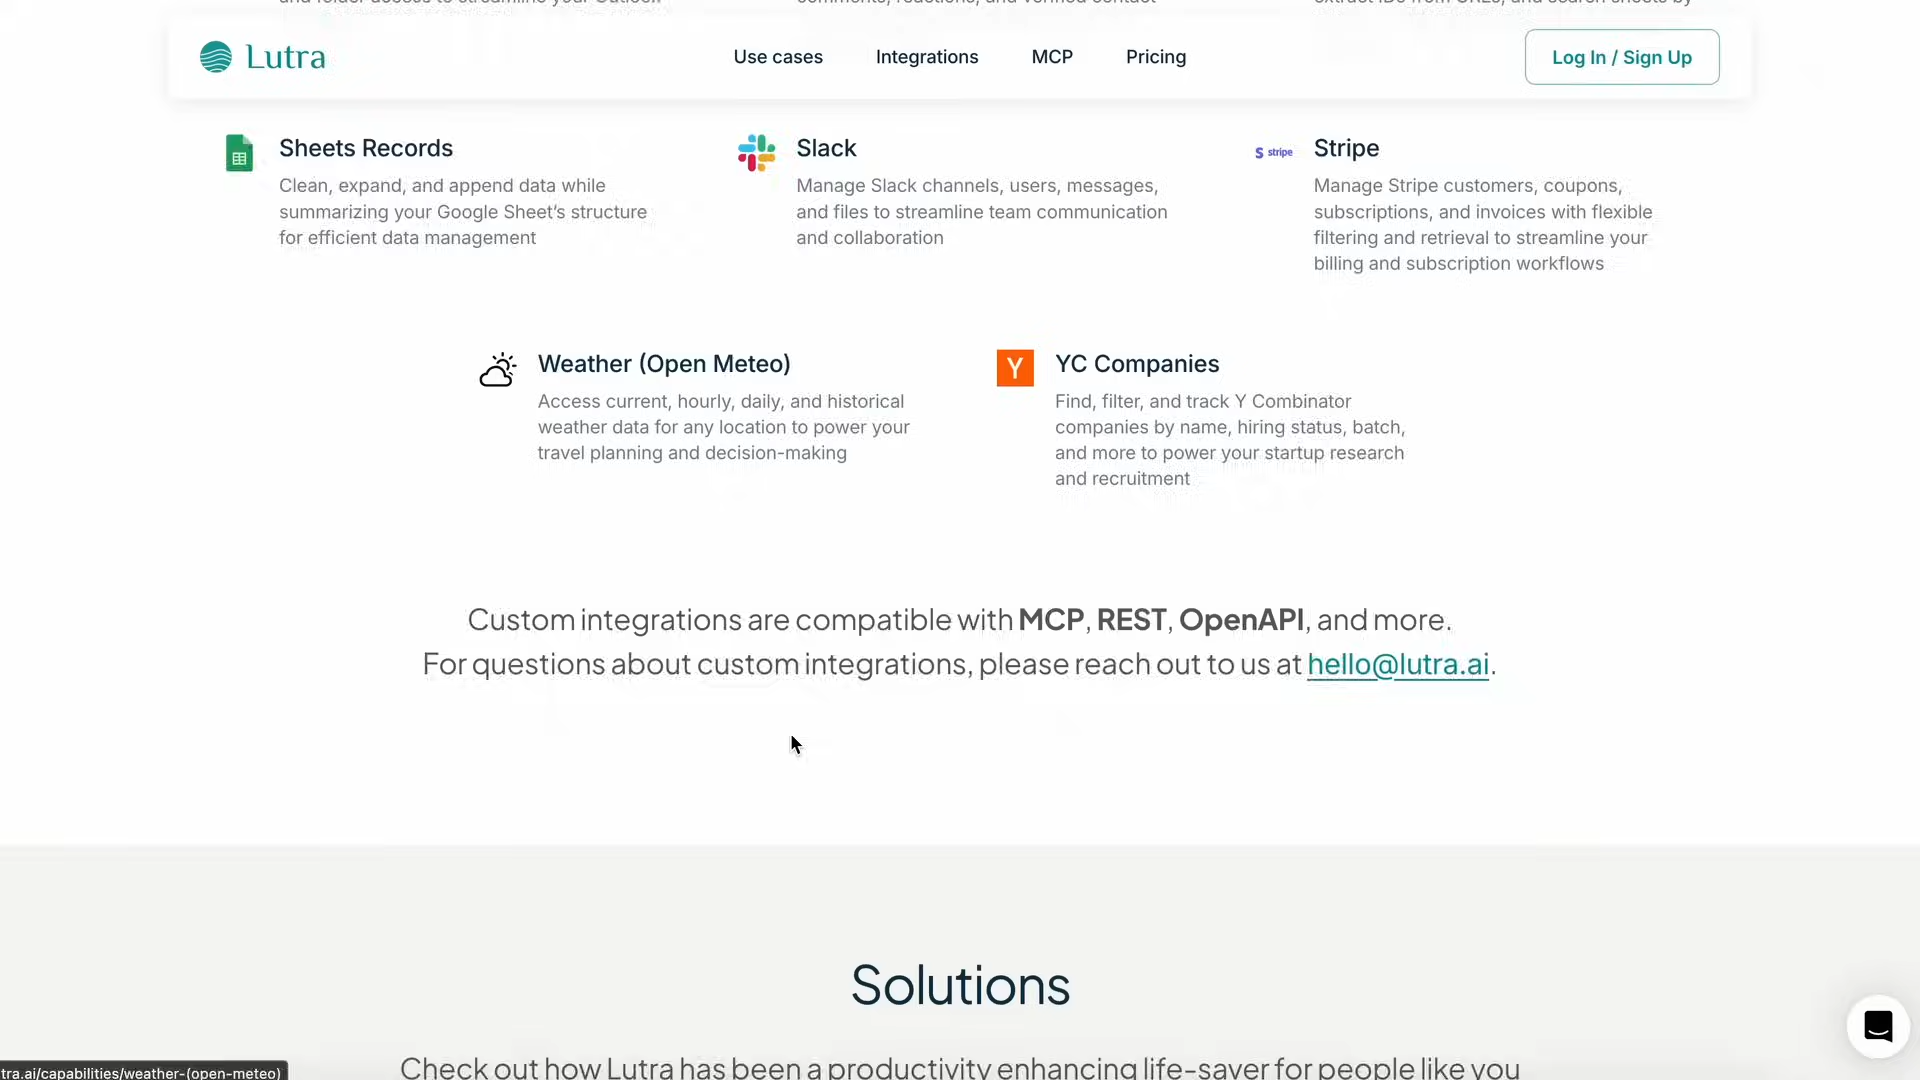 Lutra
Use cases
Integrations
MCP
Pricing
Log In / Sign Up
Sheets Records
Clean, expand, and append data while
summarizing your Google Sheet’s structure
for efficient data management
Slack
Manage Slack channels, users, messages,
and files to streamline team communication
and collaboration
S stripe
Stripe
Manage Stripe customers, coupons,
subscriptions, and invoices with flexible
filtering and retrieval to streamline your
billing and subscription workflows
Weather (Open Meteo)
Access current, hourly, daily, and historical
weather data for any location to power your
travel planning and decision-making
Y
YC Companies
Find, filter, and track Y Combinator
companies by name, hiring status, batch,
and more to power your startup research
and recruitment
Custom integrations are compatible with MCP, REST, OpenAPI, and more.
For questions about custom integrations, please reach out to us at hello@lutra.ai.
Solutions
Check out how Lutra has been a productivity enhancing life-saver for people like you
tra.ai/capabilities/weather-(open-meteo)